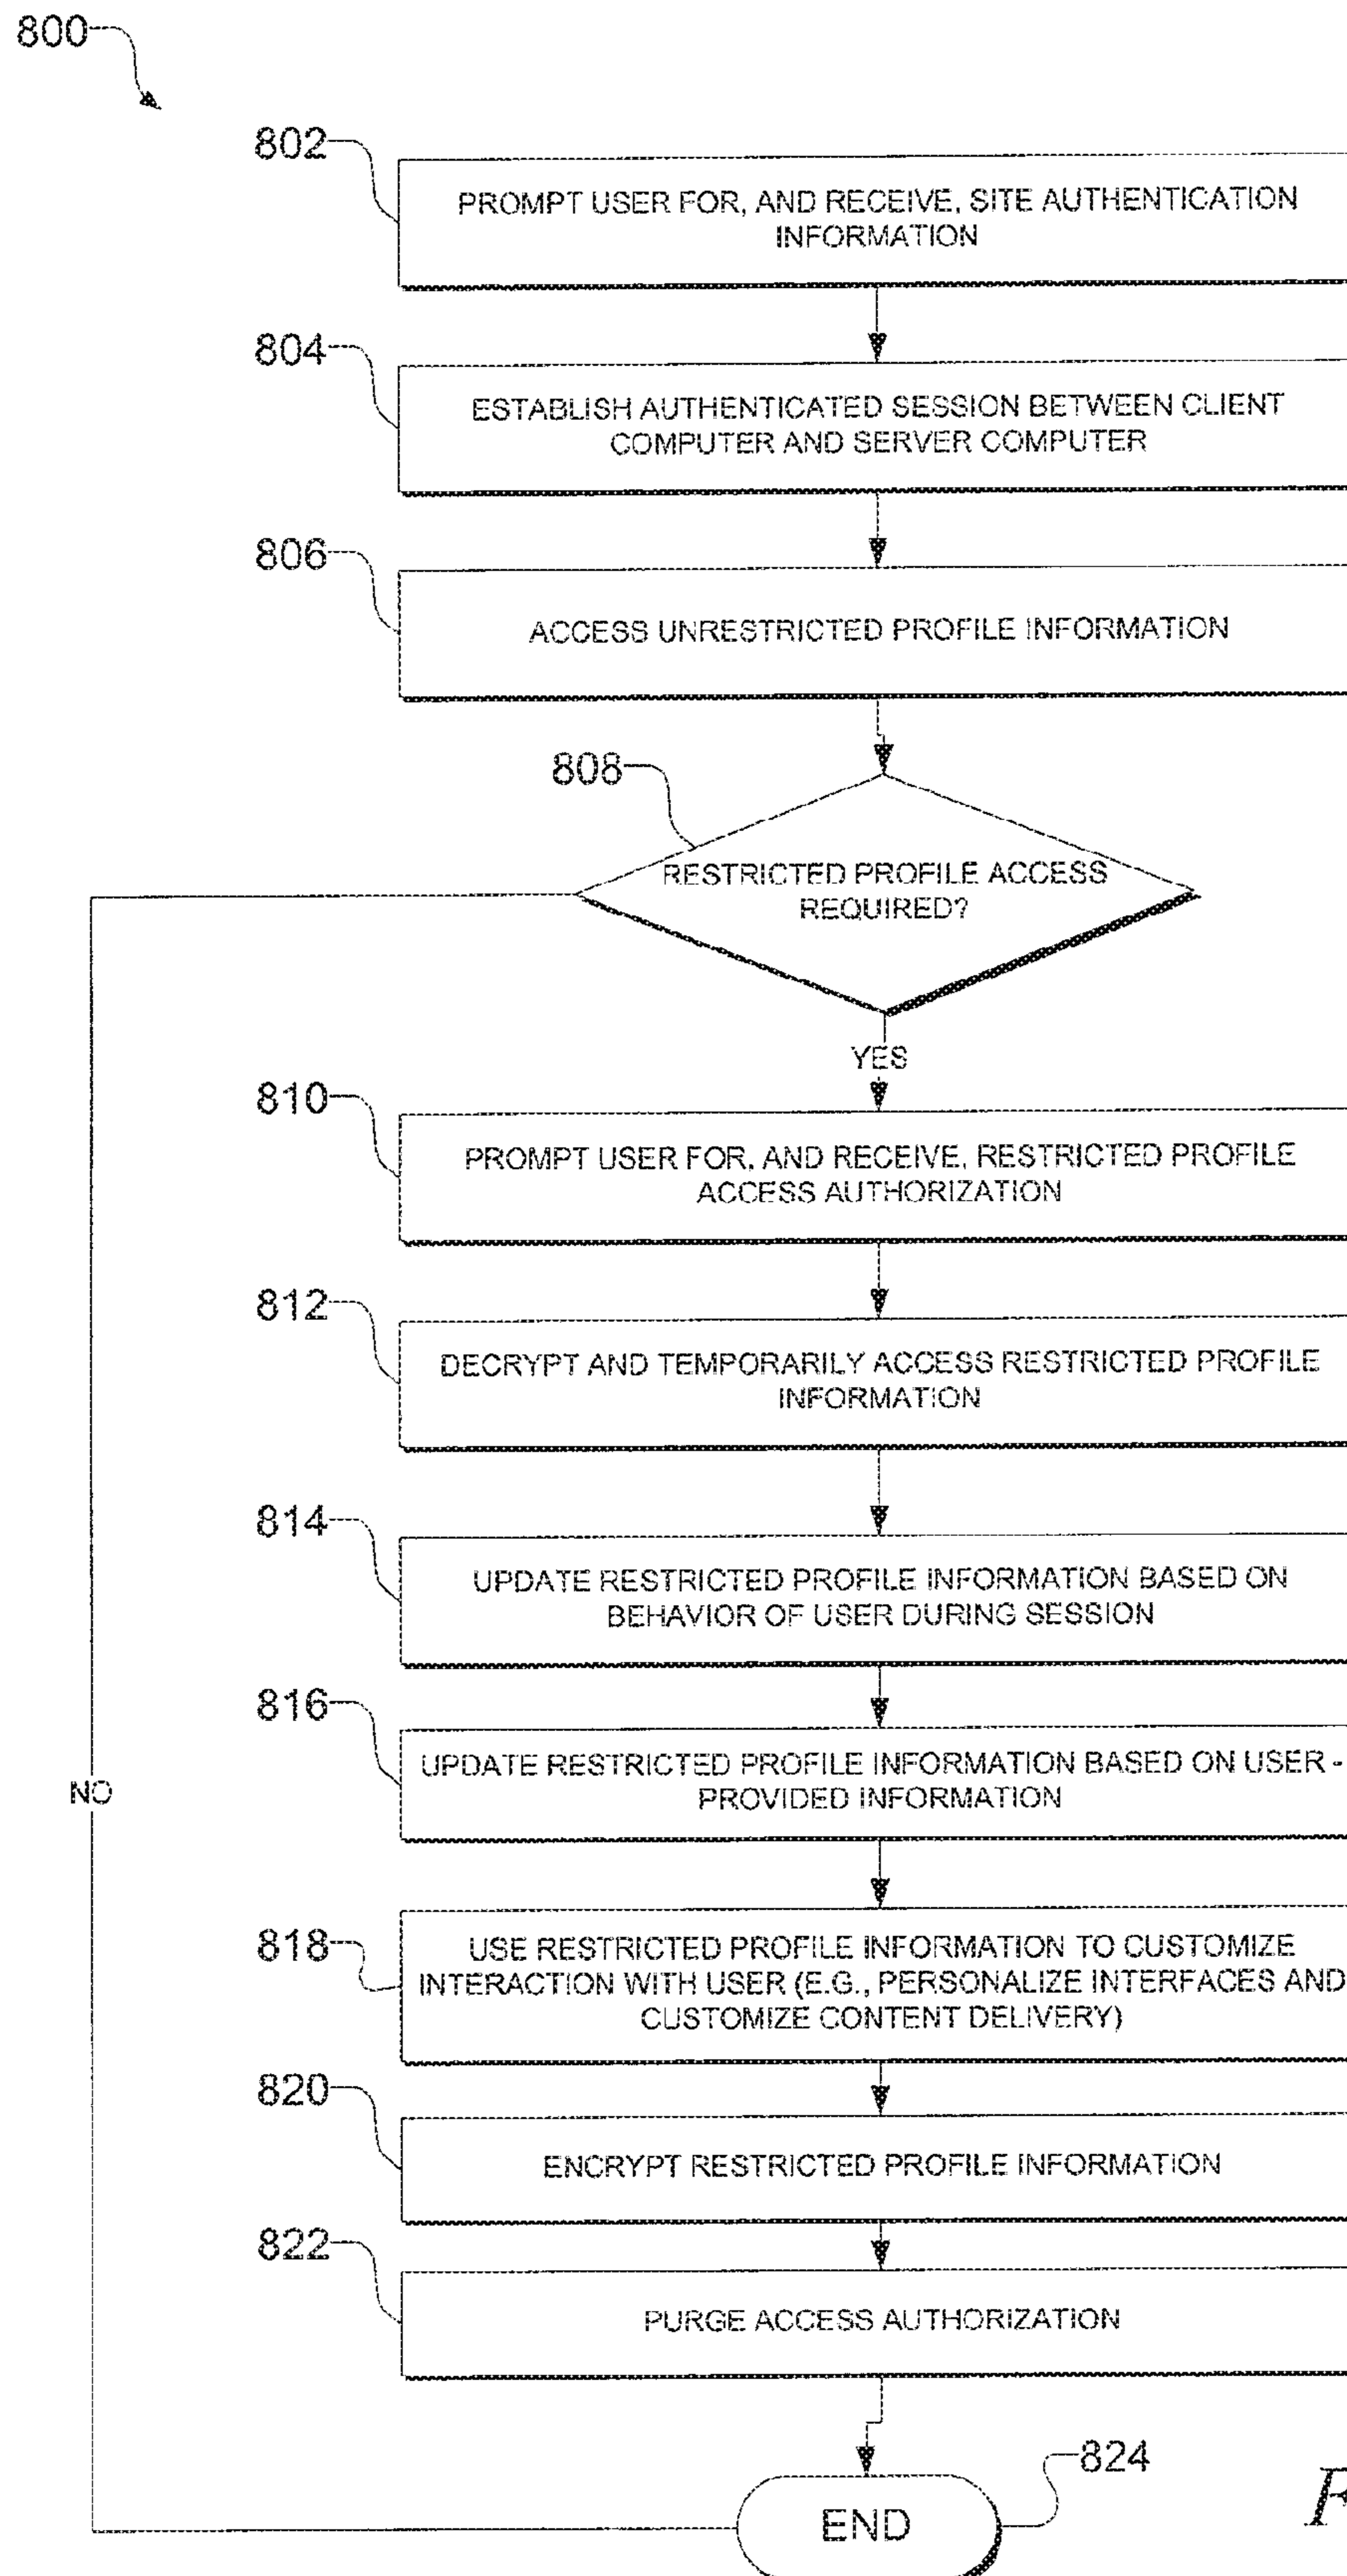 800
802
PROMPT USER FOR, AND RECEIVE, SITE AUTHENTICATION
INFORMATION
804
ESTABLISH AUTHENTICATED SESSION BETWEEN CLIENT
COMPUTER AND SERVER COMPUTER
806
ACCESS UNRESTRICTED PROFILE INFORMATION
808
RESTRICTED PROFILE ACCESS
REQUIRED?
YES
810
PROMPT USER FOR, AND RECEIVE, RESTRICTED PROFILE
ACCESS AUTHORIZATION
812
DECRYPT AND TEMPORARILY ACCESS RESTRICTED PROFILE
INFORMATION
814
UPDATE RESTRICTED PROFILE INFORMATION BASED ON
BEHAVIOR OF USER DURING SESSION
816
UPDATE RESTRICTED PROFILE INFORMATION BASED ON USER -
PROVIDED INFORMATION
NO
818
USE RESTRICTED PROFILE INFORMATION TO CUSTOMIZE
INTERACTION WITH USER (E.G., PERSONALIZE INTERFACES AND
CUSTOMIZE CONTENT DELIVERY)
820
ENCRYPT RESTRICTED PROFILE INFORMATION
822
PURGE ACCESS AUTHORIZATION
824
END